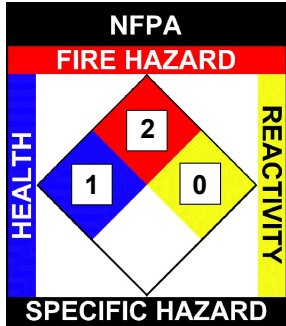 NFPA
FIRE HAZARD
HEALTH
2
1
0
REACTIVITY
SPECIFIC HAZARD